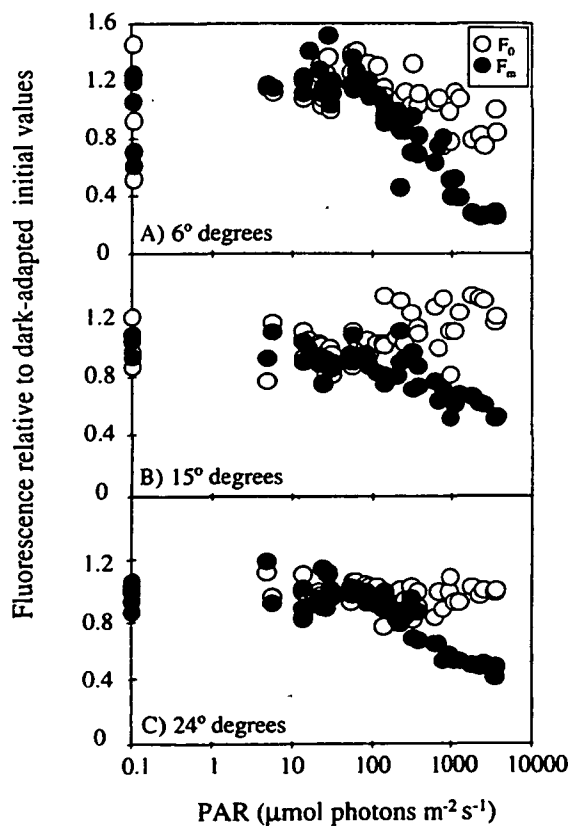 Fluorescence relative to dark-adapted initial values
1.6
1.2
0.8
0.4
0
F₀
Fₘ
A) 6° degrees
1.2
0.8
0.4
0
B) 15° degrees
1.2
0.8
0.4
0
C) 24° degrees
0.1
1
10
100
1000
10000
PAR (μmol photons m⁻² s⁻¹)